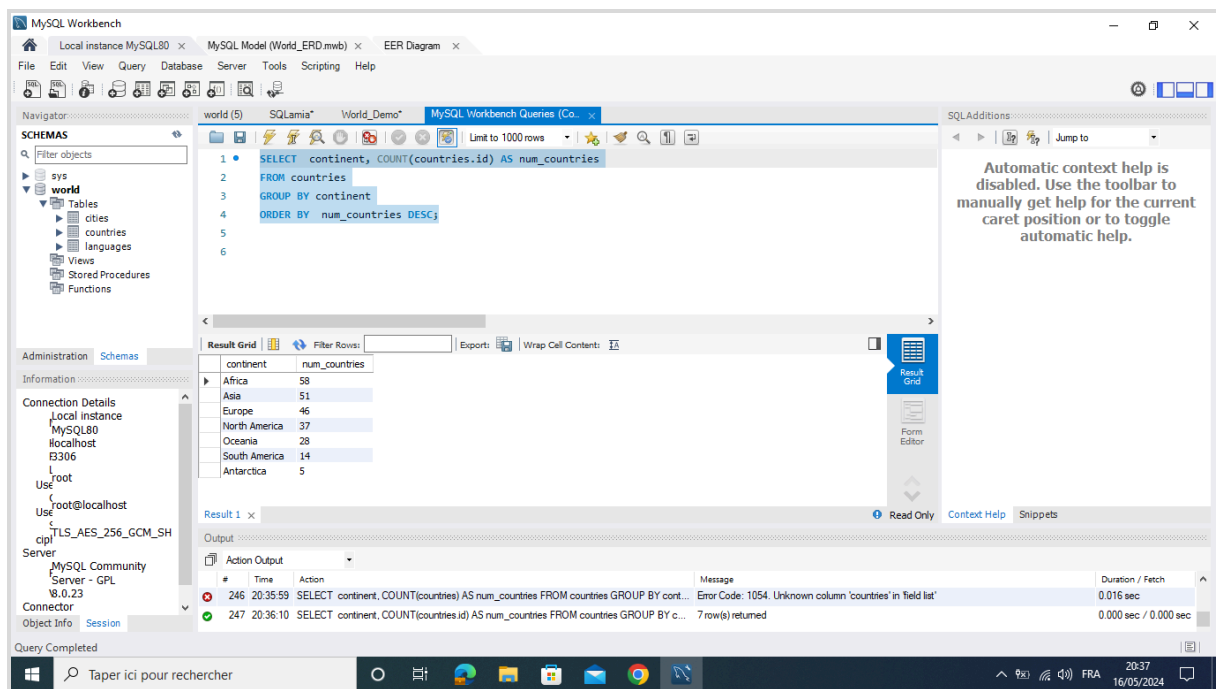 MySQL Workbench
Local instance MySQL80 × MySQL Model (World_ERD.mwb) × EER Diagram ×
File Edit View Query Database Server Tools Scripting Help
Navigator
SCHEMAS
Filter objects
sys
world
Tables
cities
countries
languages
Views
Stored Procedures
Functions
Administration Schemas
Information
Connection Details
Local instance
MySQL80
localhost
3306
root
root@localhost
TLS_AES_256_GCM_SH
Server
MySQL Community
Server - GPL
8.0.23
Connector
Object Info Session
Query Completed
world (5) SQLamia* World_Demo* MySQL Workbench Queries (Co... ×
Limit to 1000 rows
1 SELECT continent, COUNT(countries.id) AS num_countries
2 FROM countries
3 GROUP BY continent
4 ORDER BY num_countries DESC;
5
6
Result Grid Filter Rows: Export: Wrap Cell Content:
continent num_countries
Africa 58
Asia 51
Europe 46
North America 37
Oceania 28
South America 14
Antarctica 5
Result Grid
Form Editor
Result 1 × Read Only
Output
Action Output
# Time Action Message Duration / Fetch
246 20:35:59 SELECT continent, COUNT(countries) AS num_countries FROM countries GROUP BY cont... Error Code: 1054. Unknown column 'countries' in 'field list' 0.016 sec
247 20:36:10 SELECT continent, COUNT(countries.id) AS num_countries FROM countries GROUP BY c... 7 row(s) returned 0.000 sec / 0.000 sec
SQLAdditions
Jump to
Automatic context help is
disabled. Use the toolbar to
manually get help for the current
caret position or to toggle
automatic help.
Context Help Snippets
Taper ici pour rechercher
FRA
20:37
16/05/2024